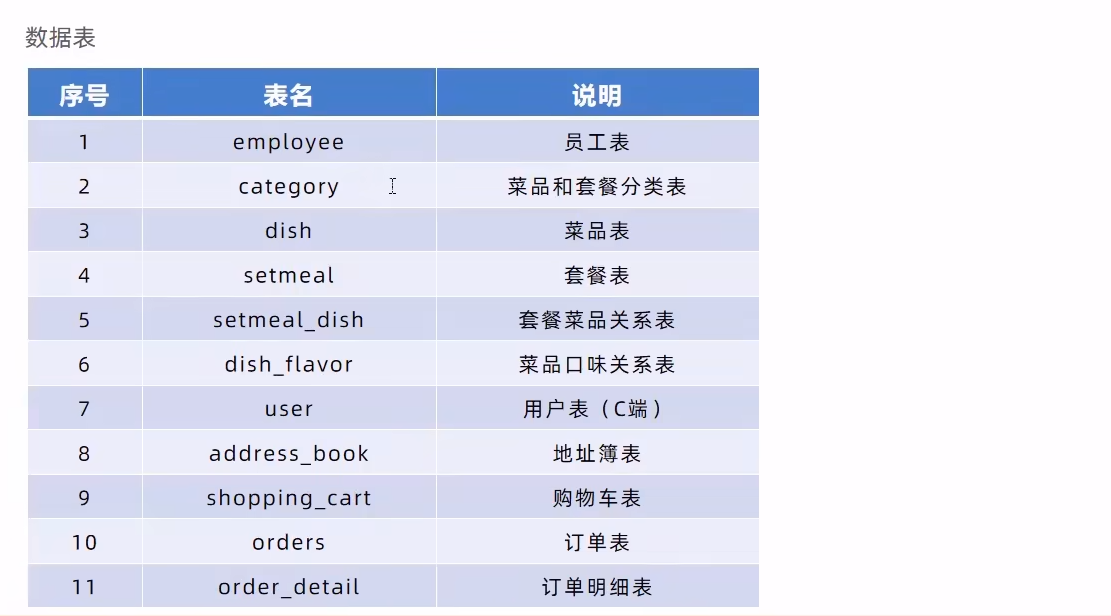 数据表
序号 表名 说明
1 employee 员工表
2 category 菜品和套餐分类表
3 dish 菜品表
4 setmeal 套餐表
5 setmeal_dish 套餐菜品关系表
6 dish_flavor 菜品口味关系表
7 user 用户表（C端）
8 address_book 地址簿表
9 shopping_cart 购物车表
10 orders 订单表
11 order_detail 订单明细表